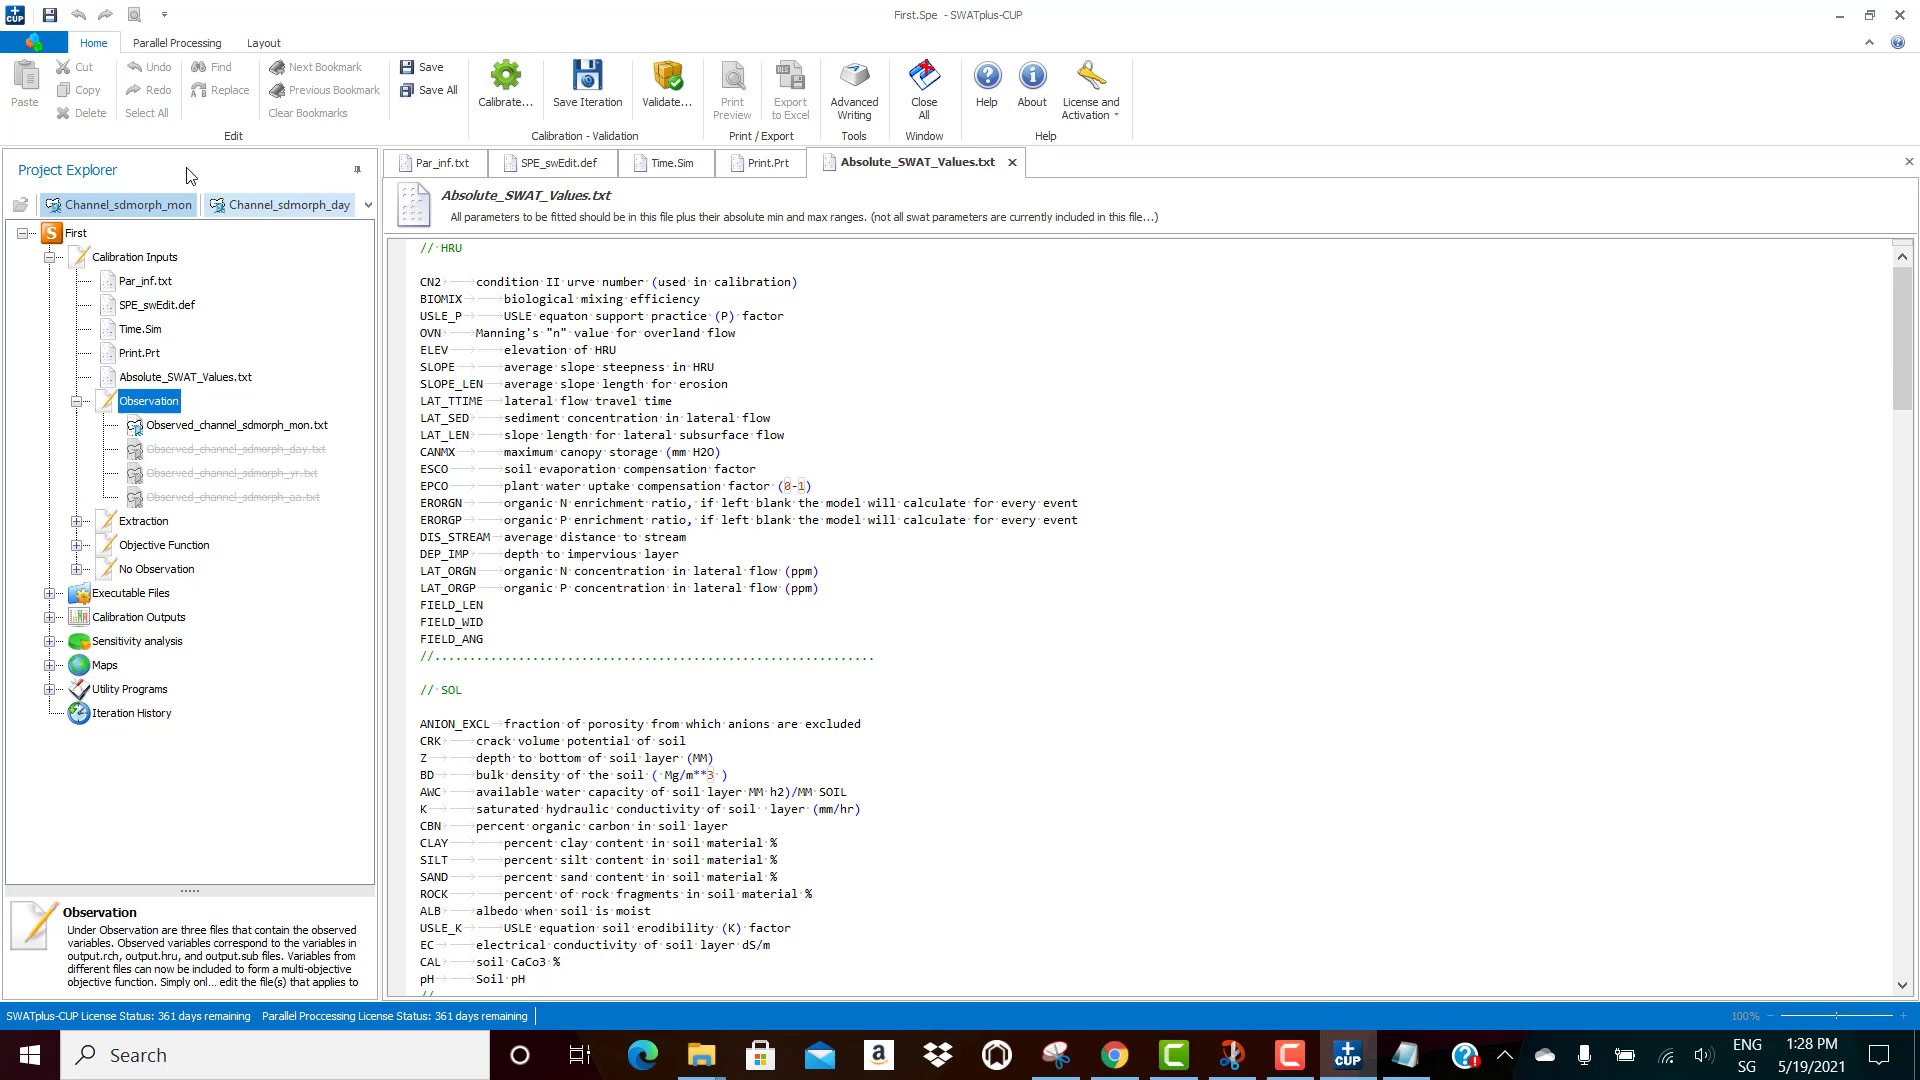 First.Spe - SWATplus-CUP
Home Parallel Processing Layout
Paste
Cut
Copy
Delete
Undo
Redo
Select All
Find
Replace
Next Bookmark
Previous Bookmark
Clear Bookmarks
Edit
Save
Save All
Calibrate...
Save Iteration
Validate...
Calibration - Validation
Print Preview
Export to Excel
Print / Export
Advanced Writing
Tools
Close All
Window
Help
About
License and Activation
Help
Project Explorer
Channel_sdmorph_mon Channel_sdmorph_day
First
Calibration Inputs
Par_inf.txt
SPE_swEdit.def
Time.Sim
Print.Prt
Absolute_SWAT_Values.txt
Observation
Observed_channel_sdmorph_mon.txt
Observed_channel_sdmorph_day.txt
Observed_channel_sdmorph_yr.txt
Observed_channel_sdmorph_aa.txt
Extraction
Objective Function
No Observation
Executable Files
Calibration Outputs
Sensitivity analysis
Maps
Utility Programs
Iteration History
Observation
Under Observation are three files that contain the observed
variables. Observed variables correspond to the variables in
output.rch, output.hru, and output.sub files. Variables from
different files can now be included to form a multi-objective
objective function. Simply onl... edit the file(s) that applies to
Par_inf.txt SPE_swEdit.def Time.Sim Print.Prt Absolute_SWAT_Values.txt
Absolute_SWAT_Values.txt
All parameters to be fitted should be in this file plus their absolute min and max ranges. (not all swat parameters are currently included in this file...)
// HRU
CN2 condition II urve number (used in calibration)
BIOMIX biological mixing efficiency
USLE_P USLE equaton support practice (P) factor
OVN Manning's "n" value for overland flow
ELEV elevation of HRU
SLOPE average slope steepness in HRU
SLOPE_LEN average slope length for erosion
LAT_TTIME lateral flow travel time
LAT_SED sediment concentration in lateral flow
LAT_LEN slope length for lateral subsurface flow
CANMX maximum canopy storage (mm H2O)
ESCO soil evaporation compensation factor
EPCO plant water uptake compensation factor (0-1)
ERORGN organic N enrichment ratio, if left blank the model will calculate for every event
ERORGP organic P enrichment ratio, if left blank the model will calculate for every event
DIS_STREAM average distance to stream
DEP_IMP depth to impervious layer
LAT_ORGN organic N concentration in lateral flow (ppm)
LAT_ORGP organic P concentration in lateral flow (ppm)
FIELD_LEN
FIELD_WID
FIELD_ANG
//...............................................................
// SOL
ANION_EXCL fraction of porosity from which anions are excluded
CRK crack volume potential of soil
Z depth to bottom of soil layer (MM)
BD bulk density of the soil ( Mg/m**3 )
AWC available water capacity of soil layer MM h2)/MM SOIL
K saturated hydraulic conductivity of soil layer (mm/hr)
CBN percent organic carbon in soil layer
CLAY percent clay content in soil material %
SILT percent silt content in soil material %
SAND percent sand content in soil material %
ROCK percent of rock fragments in soil material %
ALB albedo when soil is moist
USLE_K USLE equation soil erodibility (K) factor
EC electrical conductivity of soil layer dS/m
CAL soil CaCo3 %
pH Soil pH
//
SWATplus-CUP License Status: 361 days remaining Parallel Proccessing License Status: 361 days remaining
100%
Search
CUP
ENG
SG
1:28 PM
5/19/2021